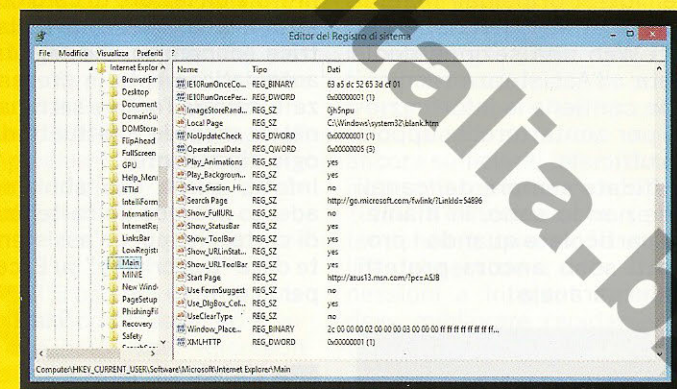 Editor del Registro di sistema
File Modifica Visualizza Preferiti ?
Internet Explor
BrowserEm
Desktop
Document
DomainSu
DOMStora
FlipAhead
FullScreen
GPU
Help_Menu
IETld
IntelliForm
Internation
InternetRe
LinksBar
LowRegistr
Main
MINE
New Wind
PageSetup
PhishingFil
Recovery
Safety
Nome Tipo Dati
IE10RunOnceCo... REG_BINARY 63 a5 dc 52 65 3d cf 01
IE10RunOncePer... REG_DWORD 0x00000001 (1)
ImageStoreRand... REG_SZ 0jh5npu
Local Page REG_SZ C:\Windows\system32\blank.htm
NoUpdateCheck REG_DWORD 0x00000001 (1)
OperationalData REG_QWORD 0x00000005 (5)
Play_Animations REG_SZ yes
Play_Backgroun... REG_SZ yes
Save_Session_Hi... REG_SZ no
Search Page REG_SZ http://go.microsoft.com/fwlink/?LinkId=54896
Show_FullURL REG_SZ no
Show_StatusBar REG_SZ yes
Show_ToolBar REG_SZ yes
Show_URLinStat... REG_SZ yes
Show_URLToolBar REG_SZ yes
Start Page REG_SZ http://asus13.msn.com/?pc=ASJB
Use FormSuggest REG_SZ no
Use_DlgBox_Col... REG_SZ yes
UseClearType REG_SZ no
Window_Place... REG_BINARY 2c 00 00 00 02 00 00 00 03 00 00 00 ff ff ff ff ff ff ff ff ff...
XMLHTTP REG_DWORD 0x00000001 (1)
Computer\HKEY_CURRENT_USER\Software\Microsoft\Internet Explorer\Main